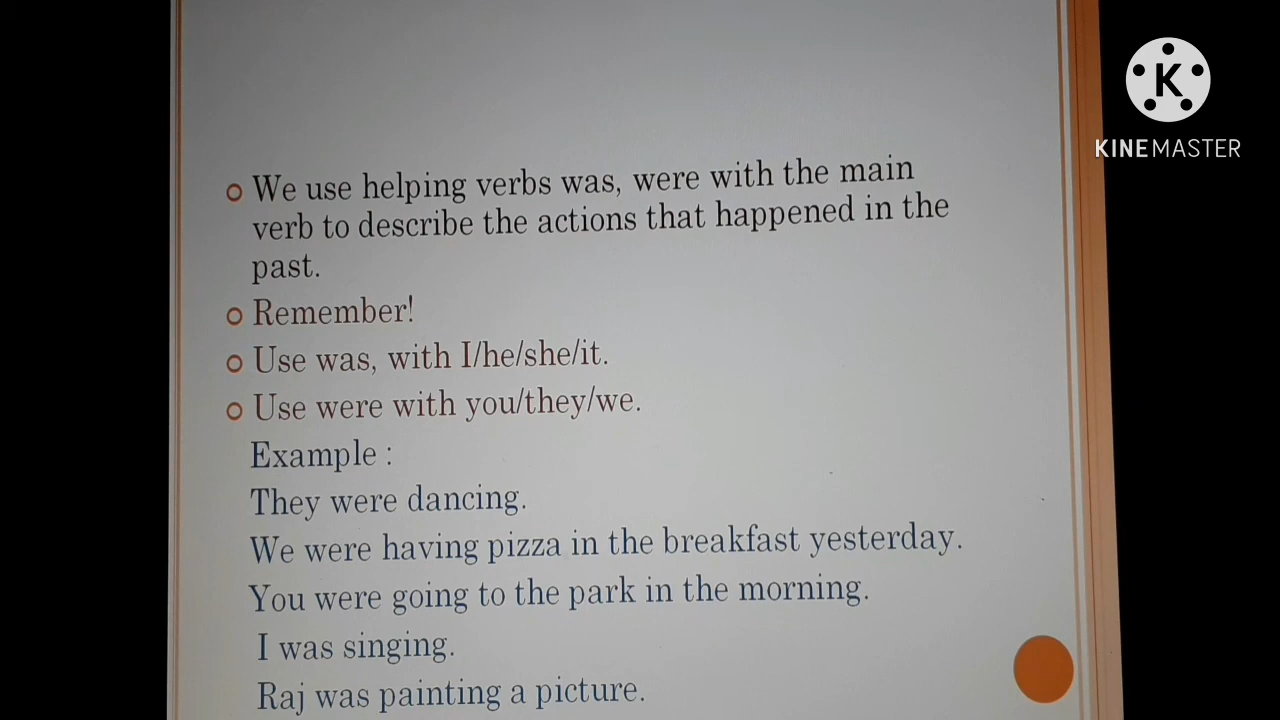 K
KINEMASTER
We use helping verbs was, were with the main
verb to describe the actions that happened in the
past.
Remember!
Use was, with I/he/she/it.
Use were with you/they/we.
Example :
They were dancing.
We were having pizza in the breakfast yesterday.
You were going to the park in the morning.
I was singing.
Raj was painting a picture.